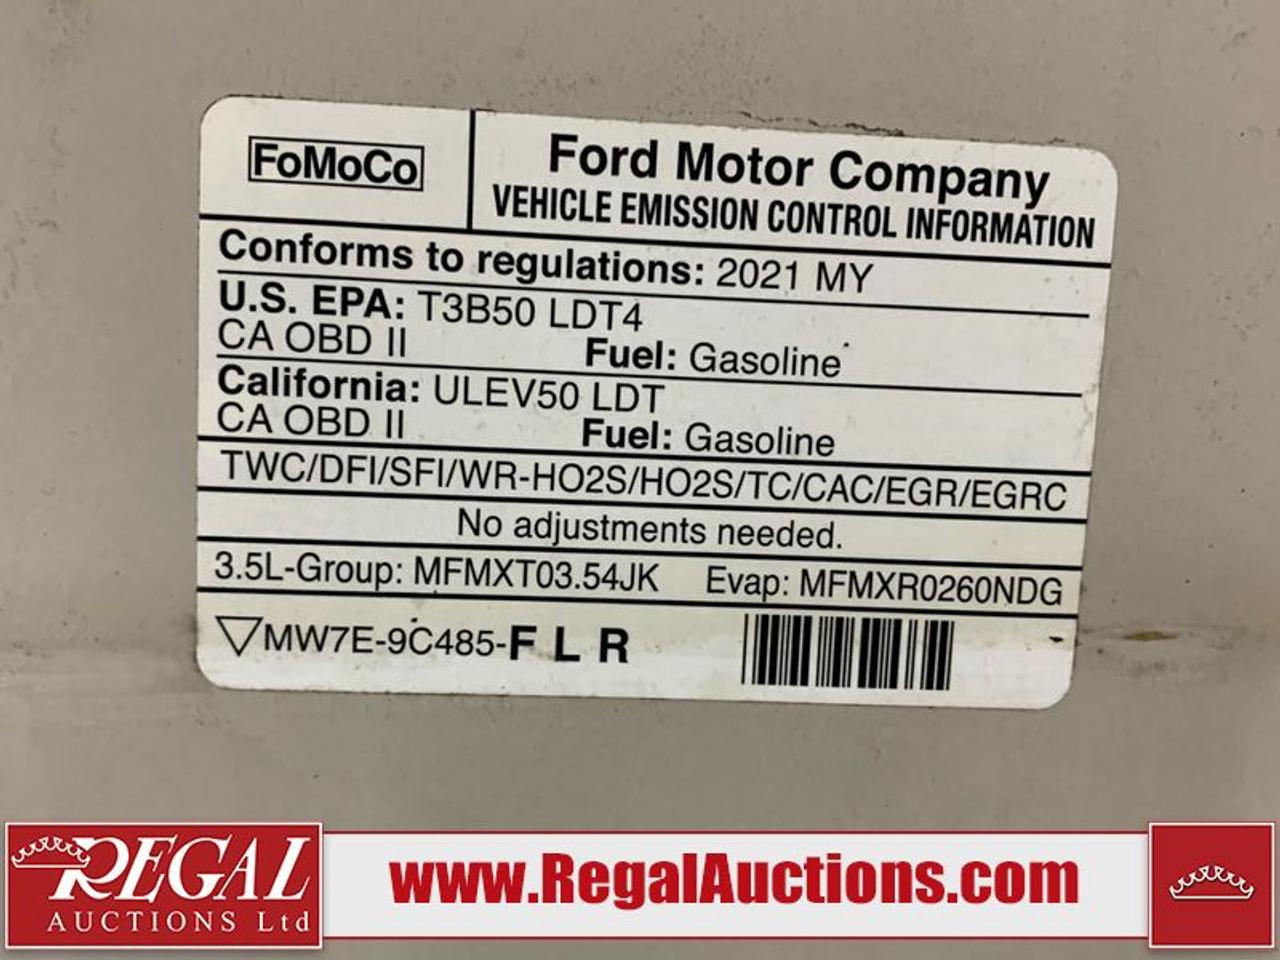 FoMoCo
Ford Motor Company
VEHICLE EMISSION CONTROL INFORMATION
Conforms to regulations: 2021 MY
U.S. EPA: T3B50 LDT4
CA OBD II Fuel: Gasoline
California: ULEV50 LDT
CA OBD II Fuel: Gasoline
TWC/DFI/SFI/WR-HO2S/HO2S/TC/CAC/EGR/EGRC
No adjustments needed.
3.5L-Group: MFMXT03.54JK Evap: MFMXR0260NDG
MW7E-9C485-F L R
REGAL
AUCTIONS Ltd
www.RegalAuctions.com